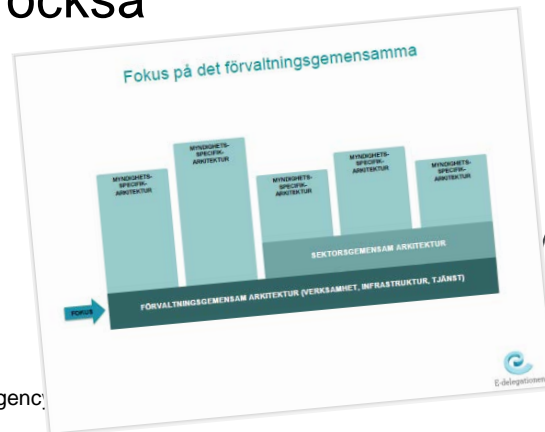 också
Fokus på det förvaltningsgemensamma
MYNDIGHETS-
SPECIFIK-
ARKITEKTUR
MYNDIGHETS-
SPECIFIK-
ARKITEKTUR
MYNDIGHETS-
SPECIFIK-
ARKITEKTUR
MYNDIGHETS-
SPECIFIK-
ARKITEKTUR
MYNDIGHETS-
SPECIFIK-
ARKITEKTUR
SEKTORSGEMENSAM ARKITEKTUR
FOKUS
FÖRVALTNINGSGEMENSAM ARKITEKTUR (VERKSAMHET, INFRASTRUKTUR, TJÄNST)
E-delegationen